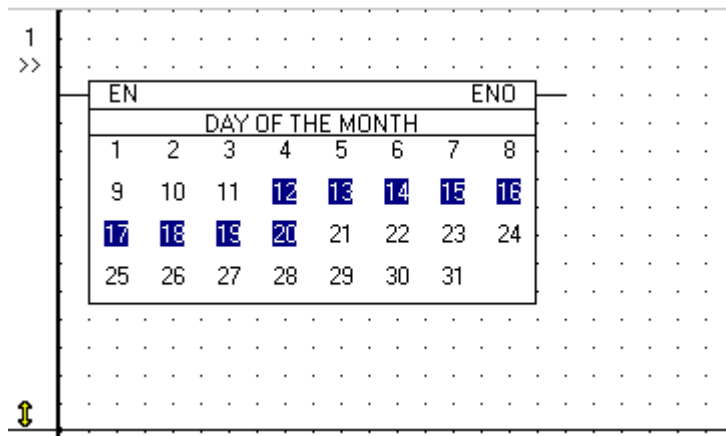 1
>>
EN ENO
DAY OF THE MONTH
1 2 3 4 5 6 7 8
9 10 11 12 13 14 15 16
17 18 19 20 21 22 23 24
25 26 27 28 29 30 31